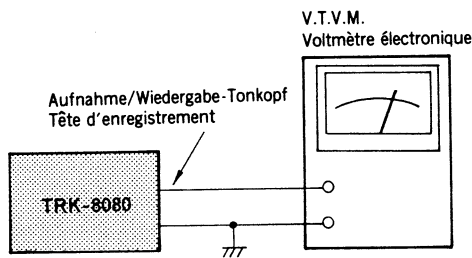 V.T.V.M.
Voltmètre électronique
Aufnahme/Wiedergabe-Tonkopf
Tête d'enregistrement
TRK-8080